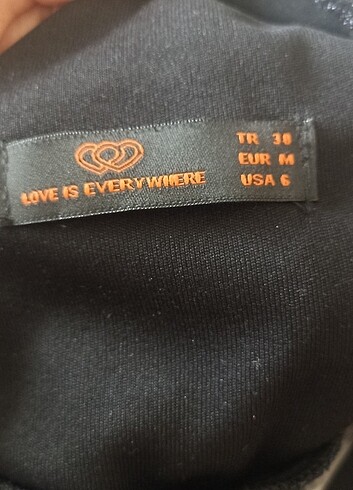 TR 38
EUR M
USA 6
LOVE IS EVERYWHERE